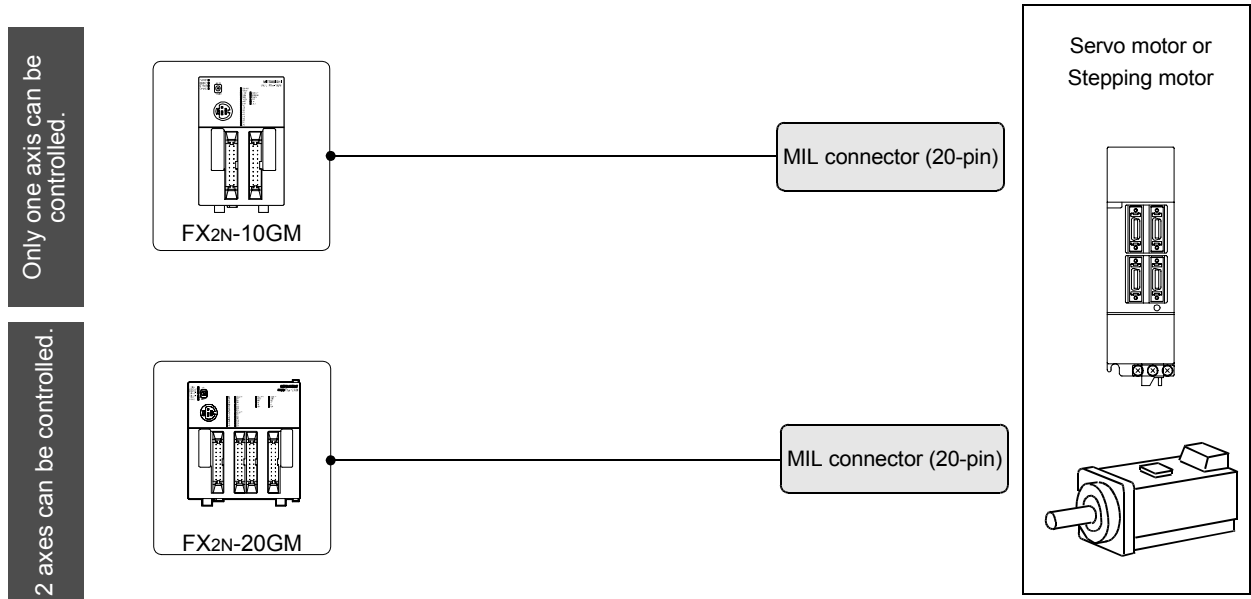 Only one axis can be
controlled.
FX2N-10GM
MIL connector (20-pin)
Servo motor or
Stepping motor
2 axes can be controlled.
FX2N-20GM
MIL connector (20-pin)